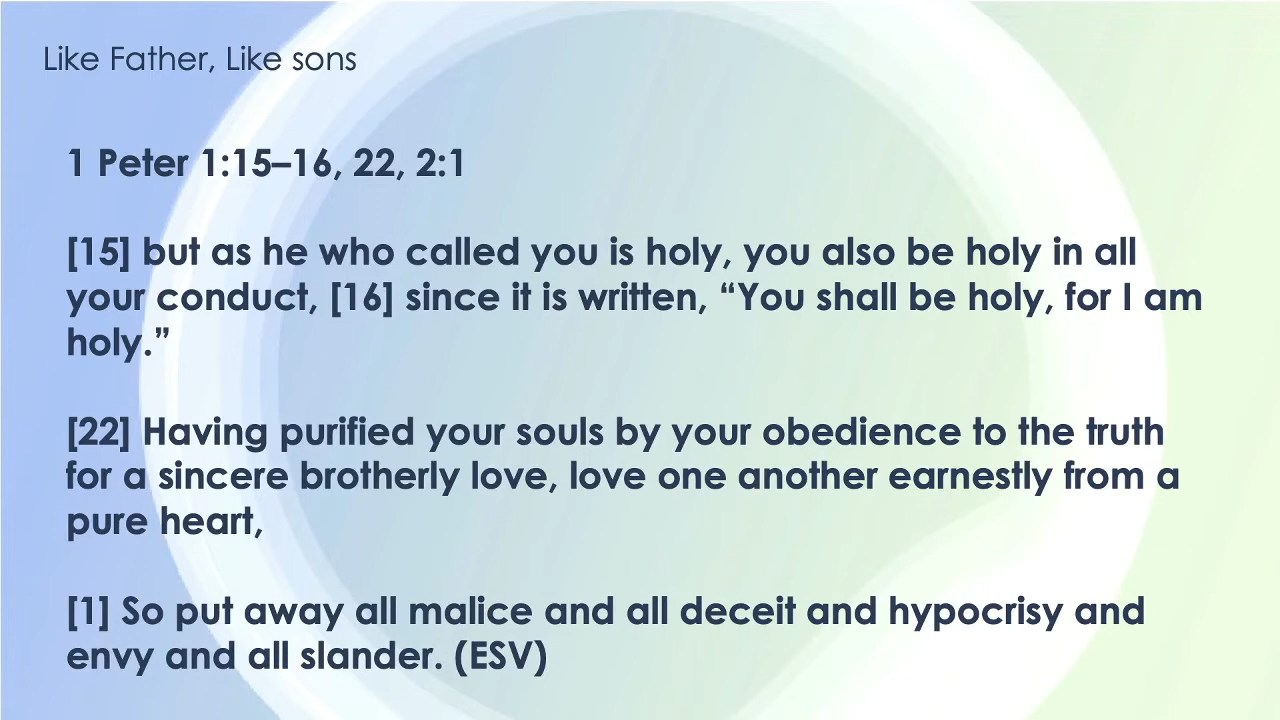 Like Father, Like sons
1 Peter 1:15–16, 22, 2:1
[15] but as he who called you is holy, you also be holy in all
your conduct, [16] since it is written, “You shall be holy, for I am
holy.”
[22] Having purified your souls by your obedience to the truth
for a sincere brotherly love, love one another earnestly from a
pure heart,
[1] So put away all malice and all deceit and hypocrisy and
envy and all slander. (ESV)